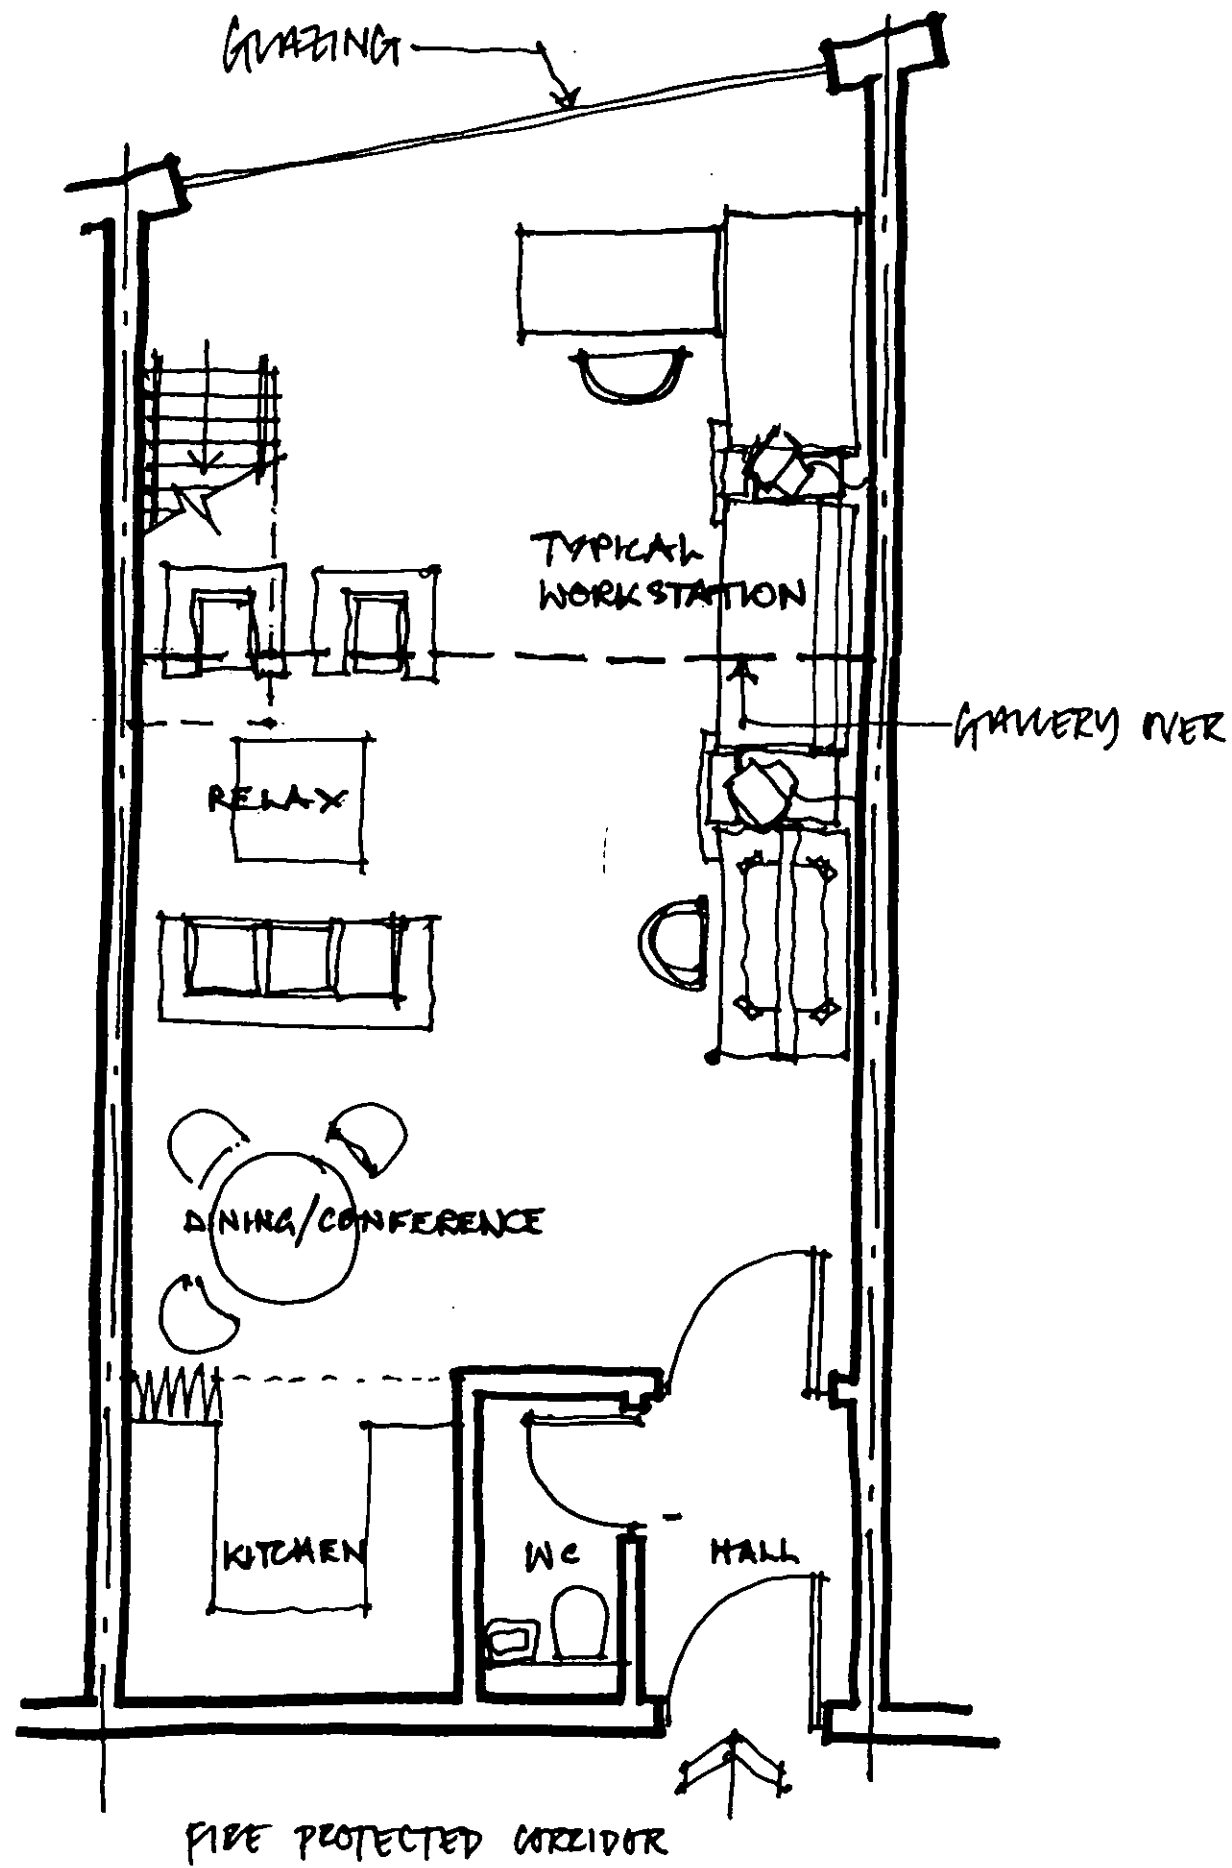 GLAZING
TYPICAL
WORKSTATION
GALLERY OVER
RELAX
DINING/CONFERENCE
KITCHEN
WC
HALL
FIRE PROTECTED CORRIDOR